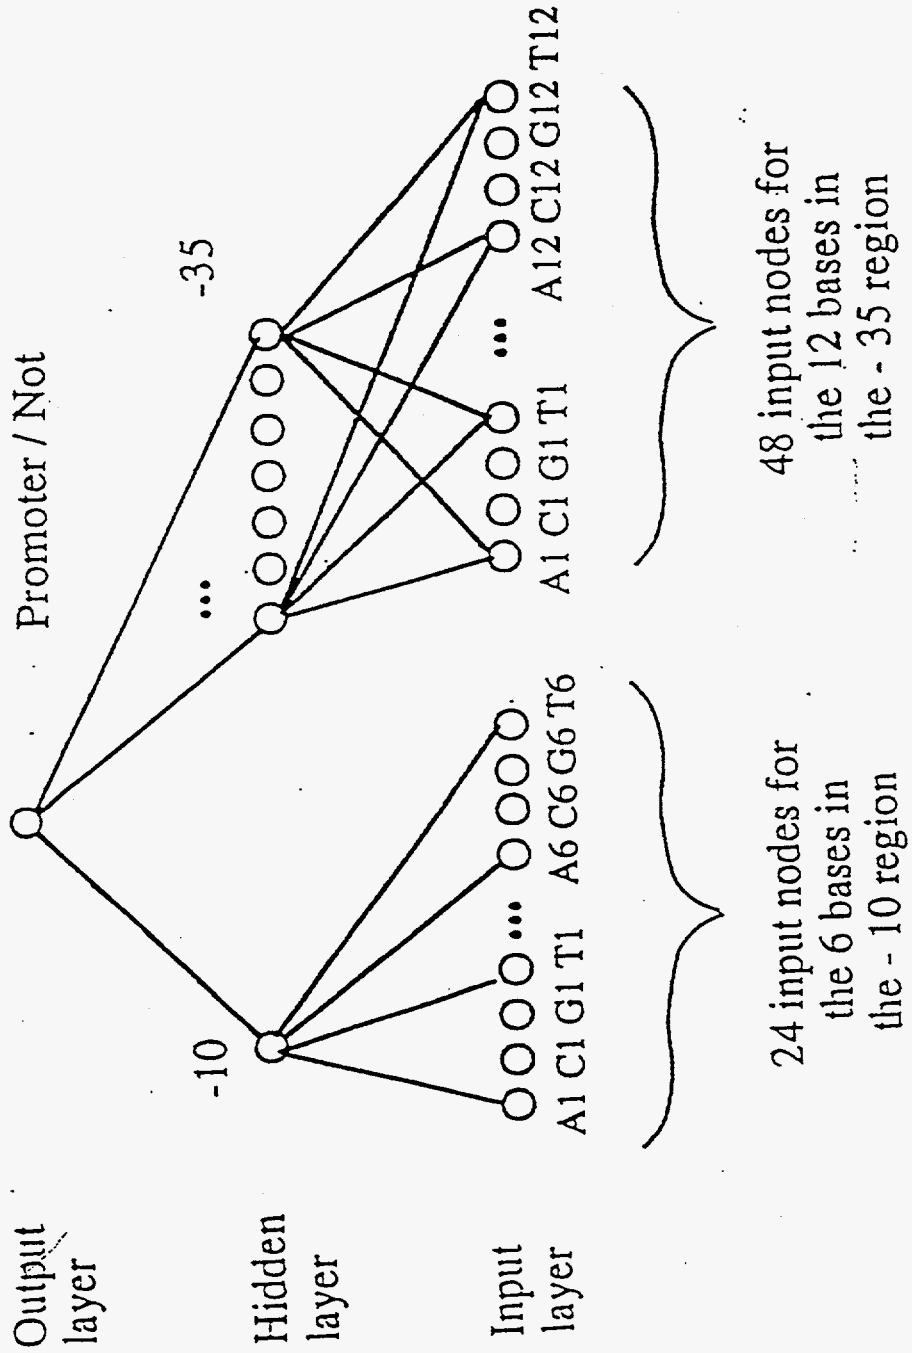 Output
layer
Promoter / Not
Hidden
layer
-10
...
-35
Input
layer
A1 C1 G1 T1
...
A6 C6 G6 T6
A1 C1 G1 T1
...
A12 C12 G12 T12
24 input nodes for
the 6 bases in
the - 10 region
48 input nodes for
the 12 bases in
the - 35 region